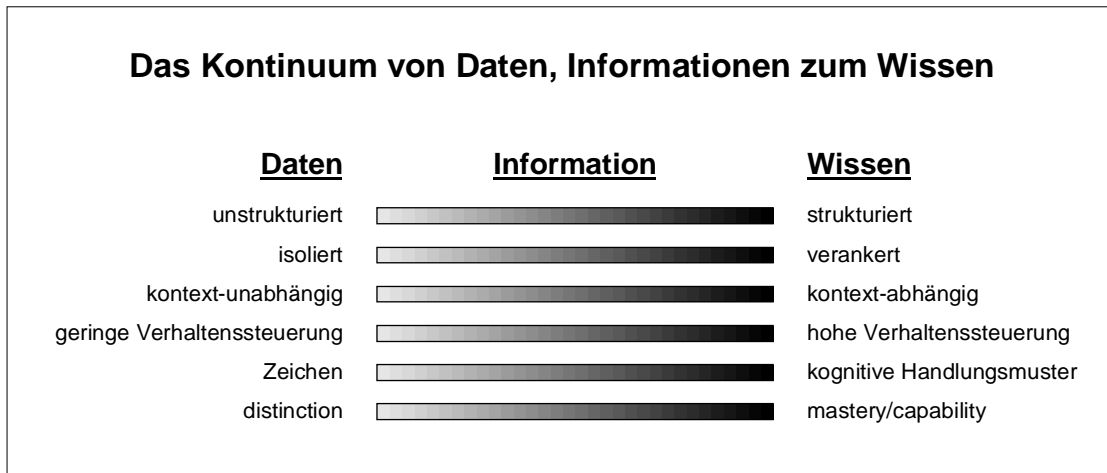 Das Kontinuum von Daten, Informationen zum Wissen
Daten Information Wissen
unstrukturiert strukturiert
isoliert verankert
kontext-unabhängig kontext-abhängig
geringe Verhaltenssteuerung hohe Verhaltenssteuerung
Zeichen kognitive Handlungsmuster
distinction mastery/capability